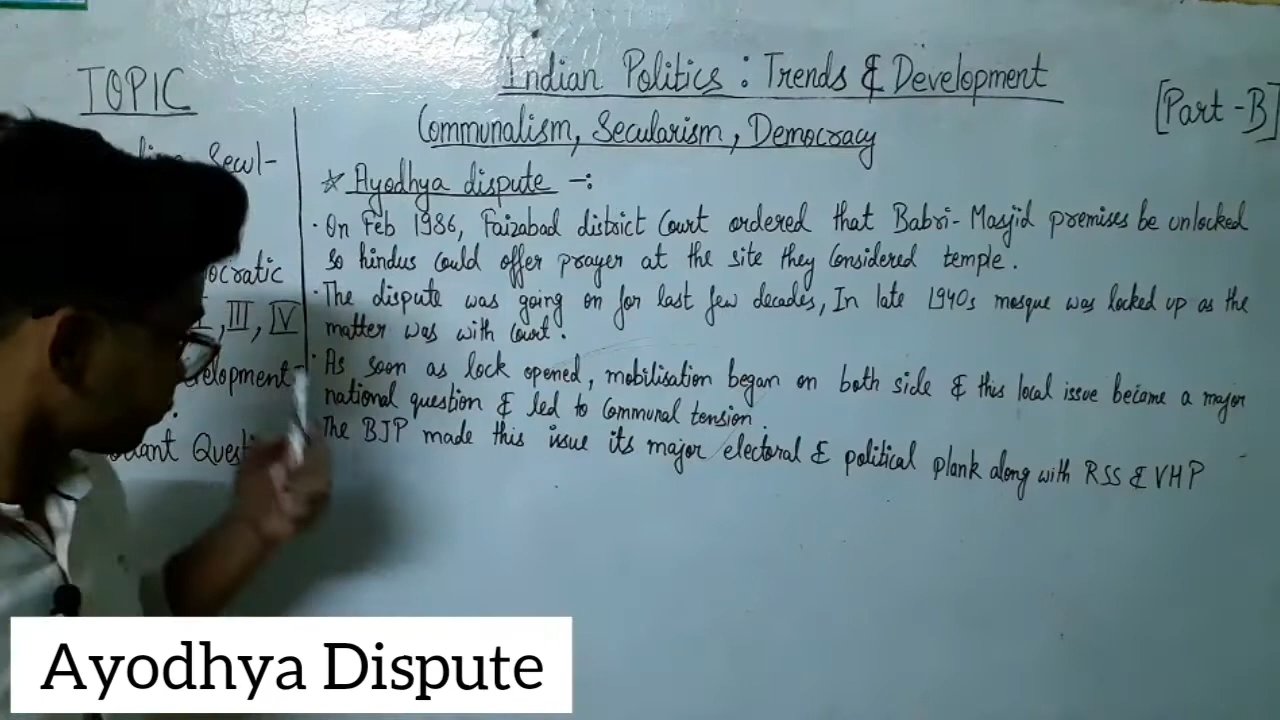 TOPIC
Secul-
ocratic
I, III, IV
velopment-
Quest
Indian Politics : Trends & Development
[Part-B]
Communalism, Secularism, Democracy
☆ Ayodhya dispute -:
· On Feb 1986, Faizabad district Court ordered that Babri-Masjid premises be unlocked
so hindus could offer prayer at the site they Considered temple.
· The dispute was going on for last few decades, In late 1940s mosque was locked up as the
matter was with court.
· As soon as lock opened, mobilisation began on both side & this local issue became a major
national question & led to Communal tension.
· The BJP made this issue its major electoral & political plank along with RSS & VHP
Ayodhya Dispute